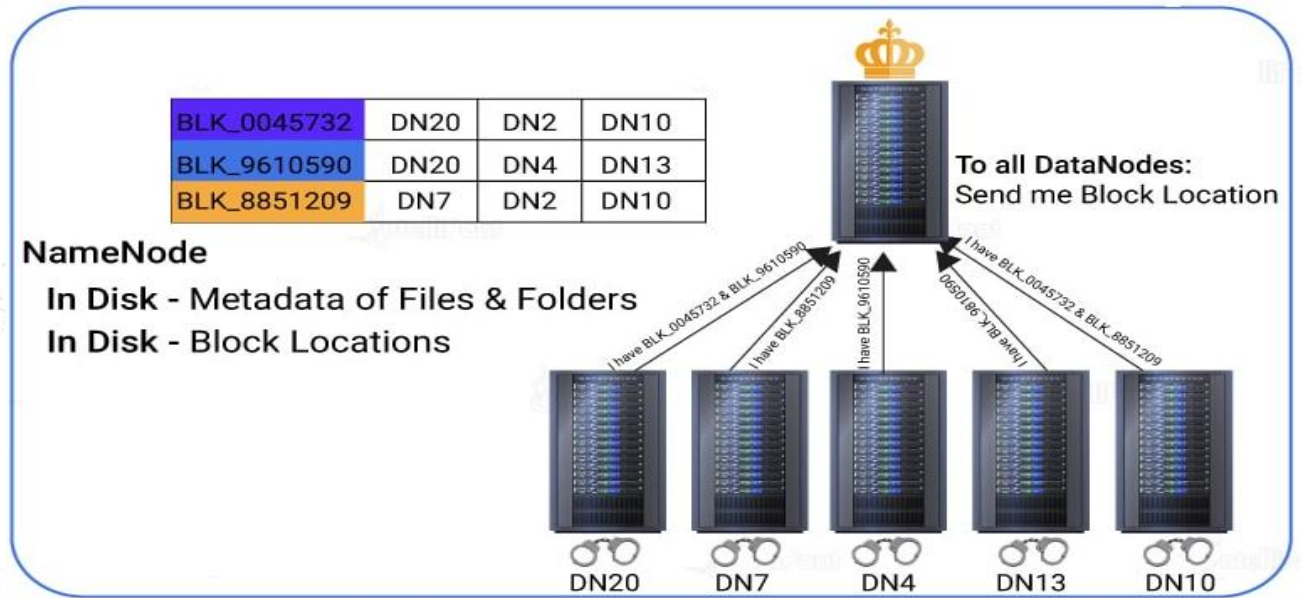 BLK_0045732 DN20 DN2 DN10
BLK_9610590 DN20 DN4 DN13
BLK_8851209 DN7 DN2 DN10
To all DataNodes:
Send me Block Location
NameNode
In Disk - Metadata of Files & Folders
In Disk - Block Locations
I have BLK_0045732 & BLK_9610590
I have BLK_8851209
I have BLK_9610590
I have BLK_9810590
I have BLK_0045732 & BLK_8851209
DN20 DN7 DN4 DN13 DN10